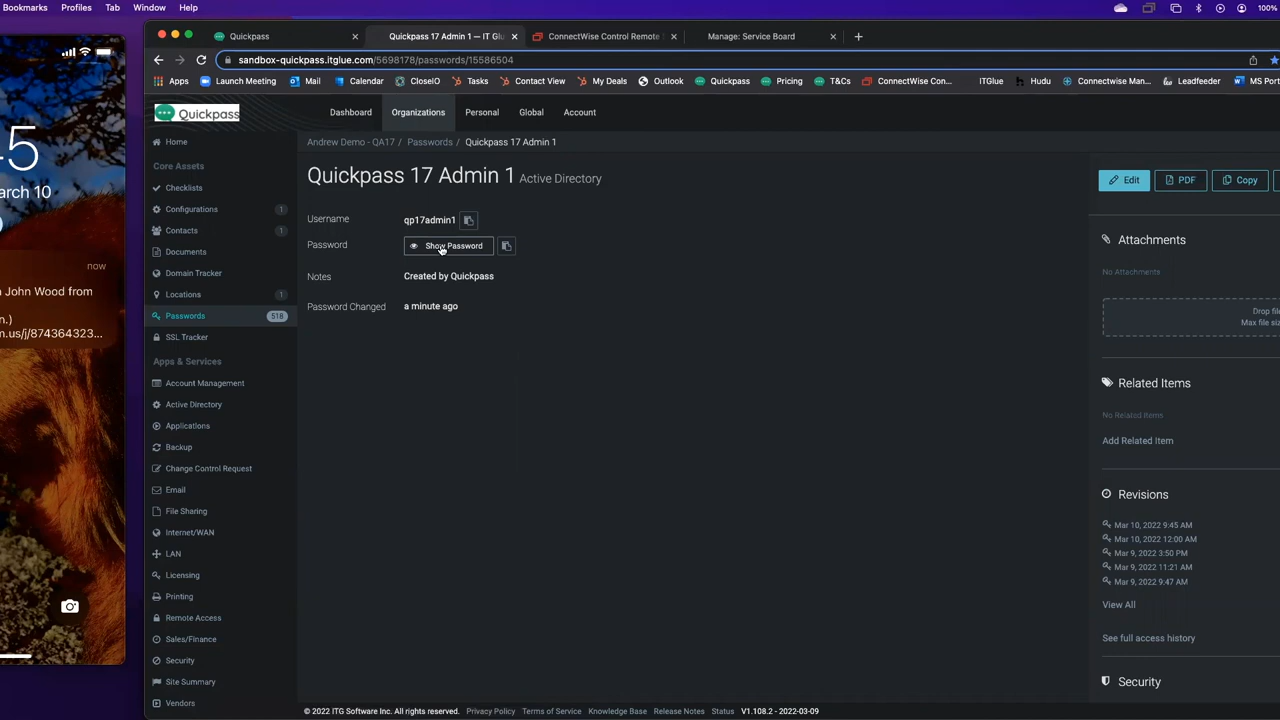 Bookmarks Profiles Tab Window Help
100%
Quickpass
Quickpass 17 Admin 1 — IT Glu
ConnectWise Control Remote
Manage: Service Board
sandbox-quickpass.itglue.com/5698178/passwords/15586504
Apps Launch Meeting Mail Calendar CloseIO Tasks Contact View My Deals Outlook Quickpass Pricing T&Cs ConnectWise Con... ITGlue Hudu Connectwise Man... Leadfeeder MS Port
Quickpass
Dashboard Organizations Personal Global Account
45
arch 10
now
John Wood from
n.)
m.us/j/874364323...
Home
Core Assets
Checklists
Configurations 1
Contacts 1
Documents
Domain Tracker
Locations 1
Passwords 518
SSL Tracker
Apps & Services
Account Management
Active Directory
Applications
Backup
Change Control Request
Email
File Sharing
Internet/WAN
LAN
Licensing
Printing
Remote Access
Sales/Finance
Security
Site Summary
Vendors
Andrew Demo - QA17 / Passwords / Quickpass 17 Admin 1
Quickpass 17 Admin 1 Active Directory
Username qp17admin1
Password Show Password
Notes Created by Quickpass
Password Changed a minute ago
Edit PDF Copy
Attachments
No Attachments
Drop file
Max file siz
Related Items
No Related Items
Add Related Item
Revisions
Mar 10, 2022 9:45 AM
Mar 10, 2022 12:00 AM
Mar 9, 2022 3:50 PM
Mar 9, 2022 11:21 AM
Mar 9, 2022 9:47 AM
View All
See full access history
Security
© 2022 ITG Software Inc. All rights reserved. Privacy Policy Terms of Service Knowledge Base Release Notes Status V1.108.2 - 2022-03-09